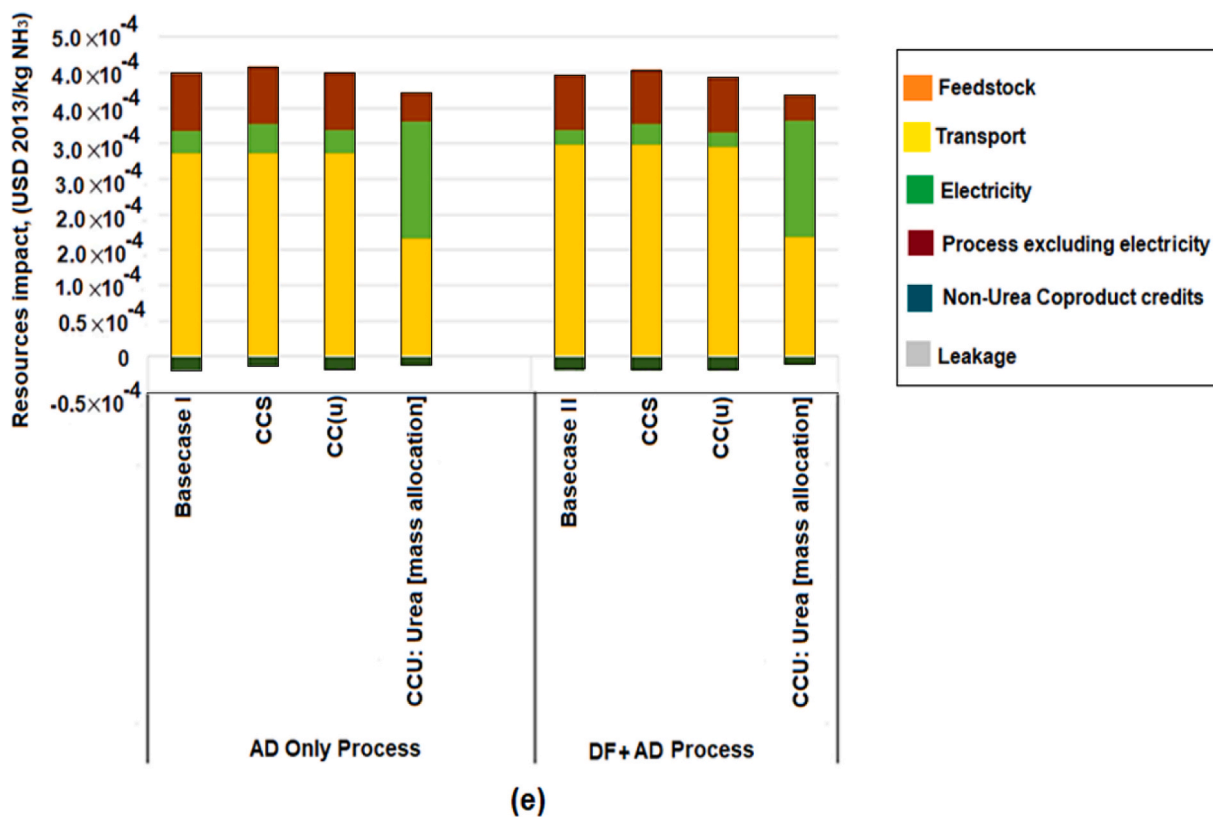 Resources impact, (USD 2013/kg NH₃)
5.0 ×10⁻⁴
4.0 ×10⁻⁴
4.0 ×10⁻⁴
3.0 ×10⁻⁴
3.0 ×10⁻⁴
2.0 ×10⁻⁴
1.0 ×10⁻⁴
1.0 ×10⁻⁴
0.5×10⁻⁴
0
-0.5×10⁻⁴
Basecase I
CCS
CC(u)
CCU: Urea [mass allocation]
Basecase II
CCS
CC(u)
CCU: Urea [mass allocation]
AD Only Process
DF+ AD Process
Feedstock
Transport
Electricity
Process excluding electricity
Non-Urea Coproduct credits
Leakage
(e)